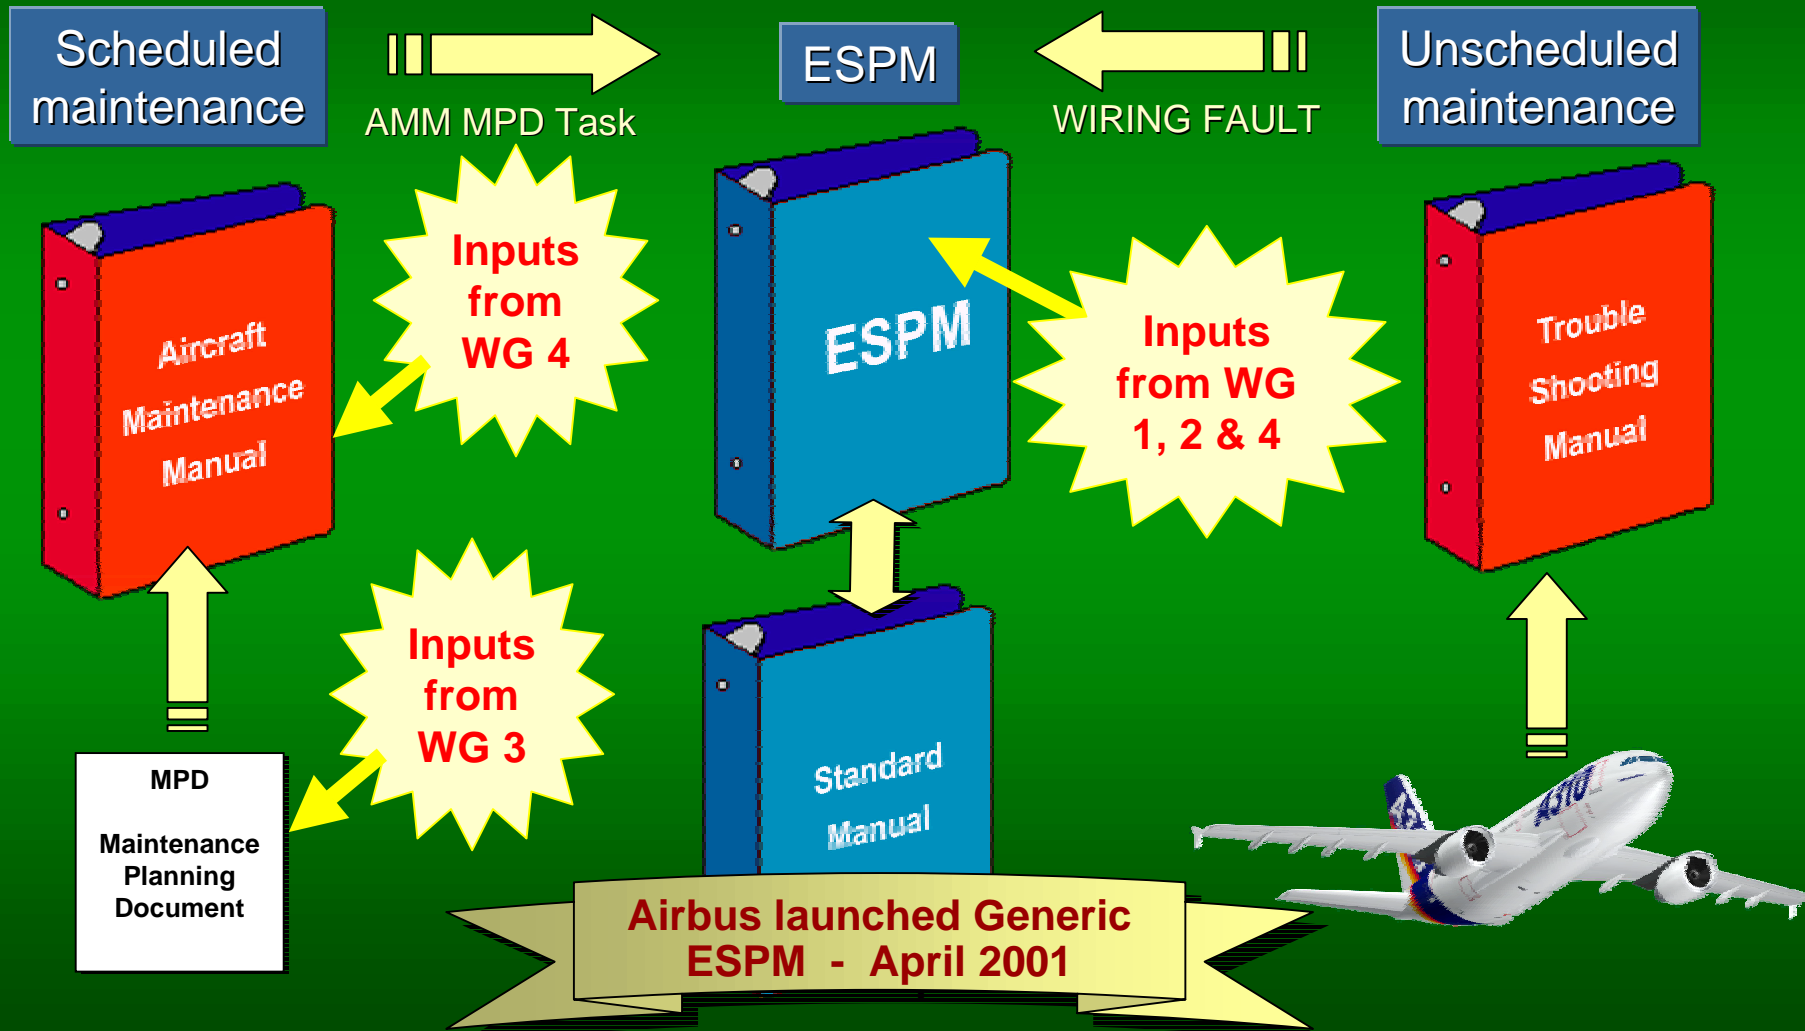 Scheduled
maintenance
AMM MPD Task
ESPM
WIRING FAULT
Unscheduled
maintenance
Aircraft
Maintenance
Manual
Inputs
from
WG 4
ESPM
Inputs
from WG
1, 2 & 4
Trouble
Shooting
Manual
MPD
Maintenance
Planning
Document
Inputs
from
WG 3
Standard
Manual
A310
Airbus launched Generic
ESPM - April 2001